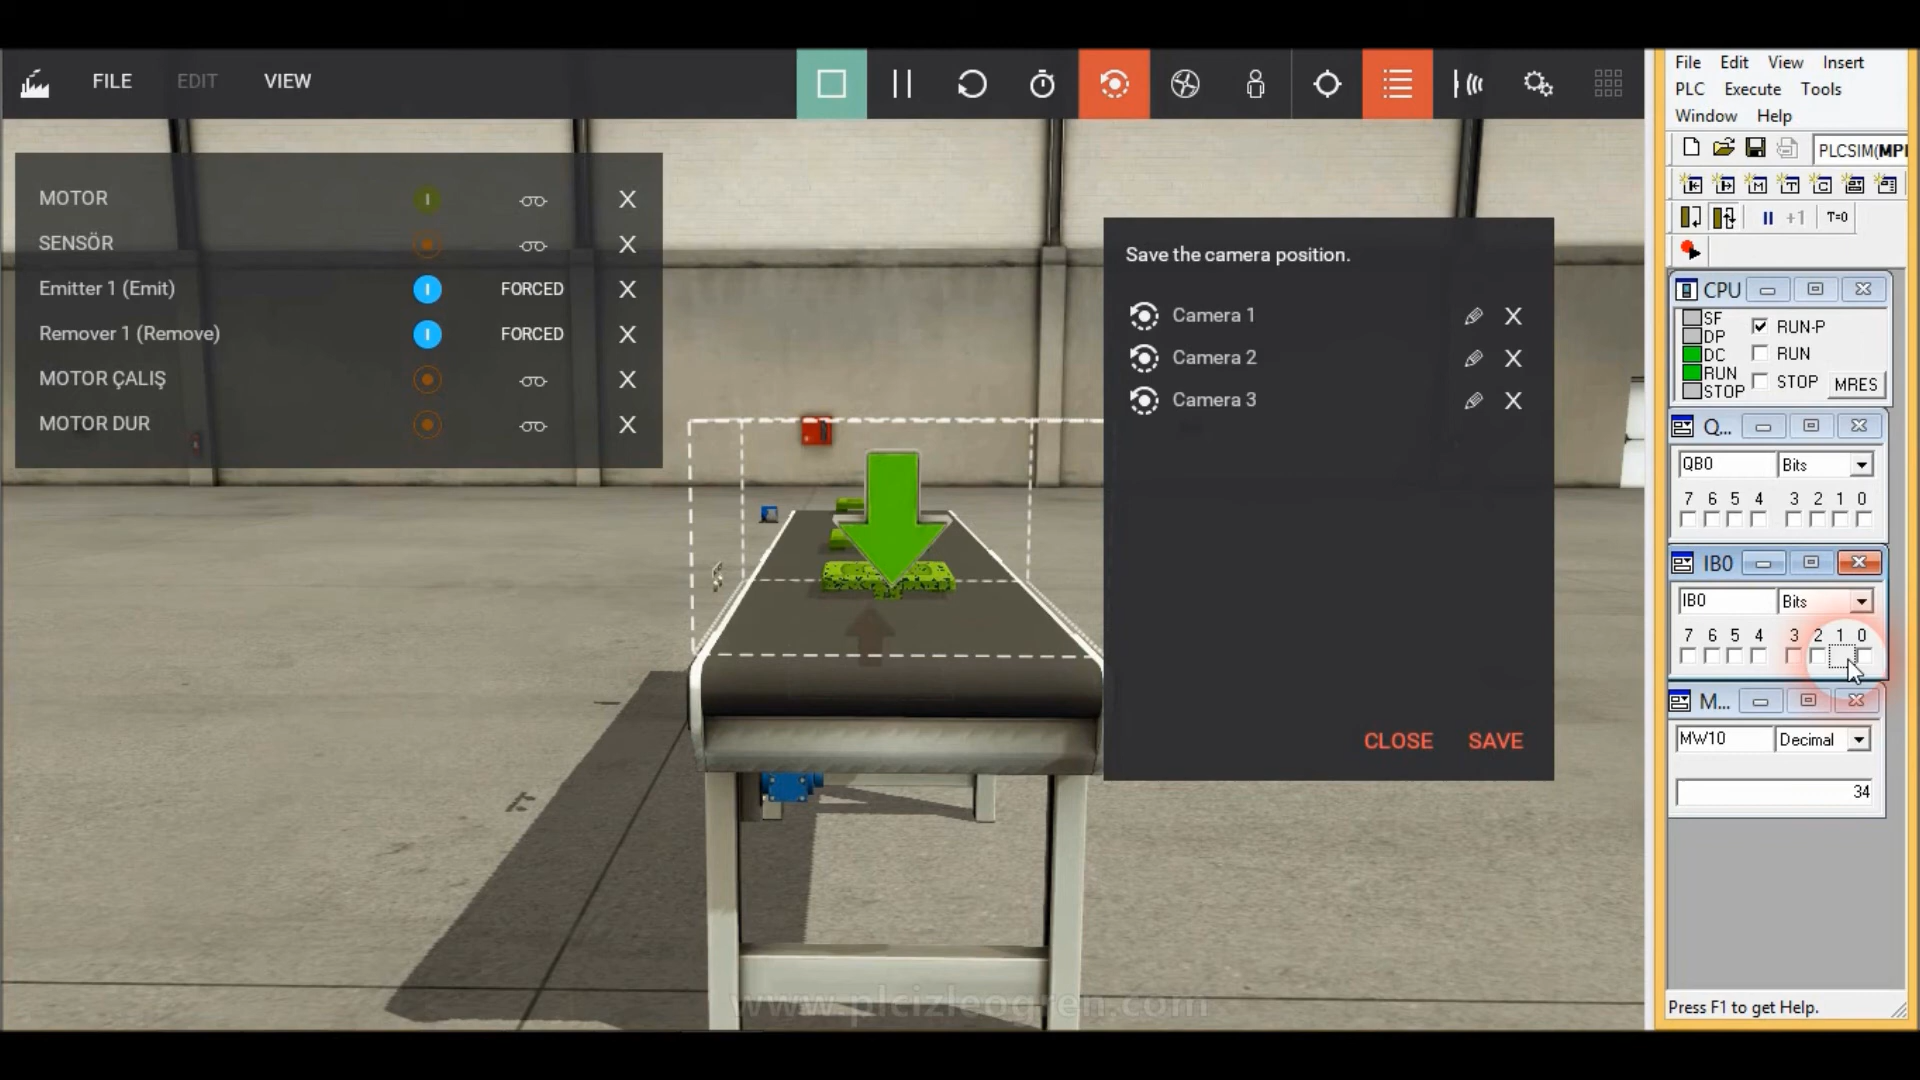 FILE EDIT VIEW
MOTOR
SENSÖR
Emitter 1 (Emit) FORCED
Remover 1 (Remove) FORCED
MOTOR ÇALIŞ
MOTOR DUR
Save the camera position.
Camera 1
Camera 2
Camera 3
CLOSE SAVE
www.plcizleogren.com
File Edit View Insert
PLC Execute Tools
Window Help
PLCSIM(MPI
+1 T=0
CPU
SF
DP
DC
RUN
STOP
RUN-P
RUN
STOP MRES
Q...
QB0 Bits
7 6 5 4 3 2 1 0
IB0
IB0 Bits
7 6 5 4 3 2 1 0
M...
MW10 Decimal
34
Press F1 to get Help.